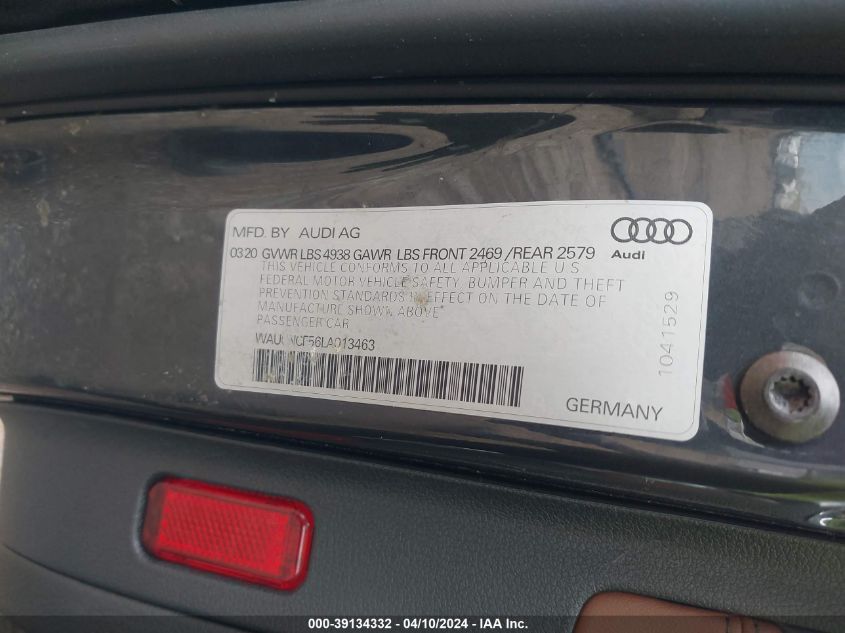 MFD. BY AUDI AG
Audi
03.20 GVWR LBS 4938 GAWR LBS FRONT 2469 /REAR 2579
THIS VEHICLE CONFORMS TO ALL APPLICABLE U S
FEDERAL MOTOR VEHICLE SAFETY, BUMPER AND THEFT
PREVENTION STANDARDS IN EFFECT ON THE DATE OF
MANUFACTURE SHOWN ABOVE*
PASSENGER CAR
1041529
GERMANY
000-39134332 - 04/10/2024 - IAA, Inc.